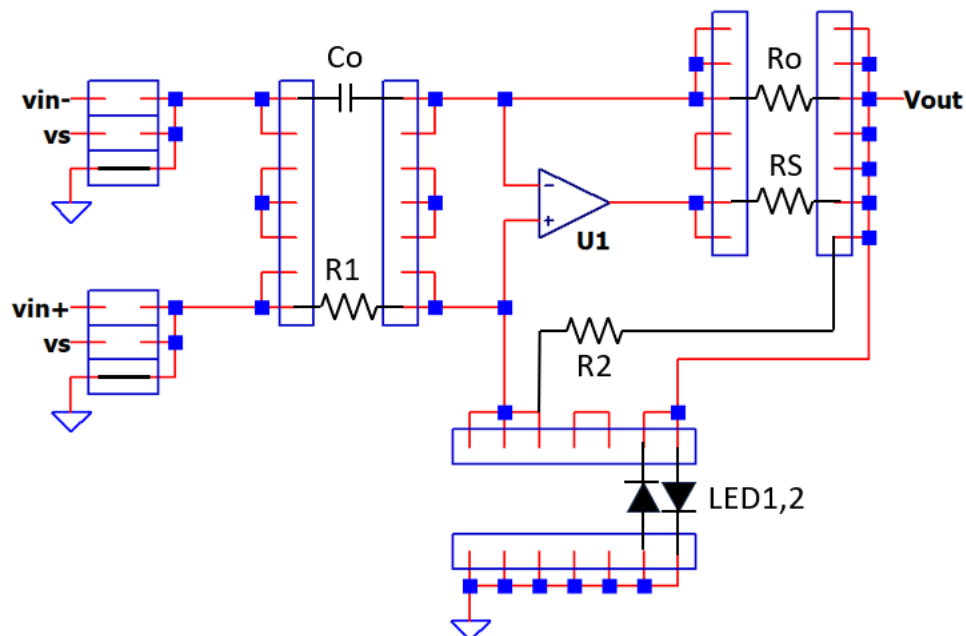 Co
Ro
vin-
Vout
vs
RS
−
+
U1
R1
vin+
vs
R2
LED1,2